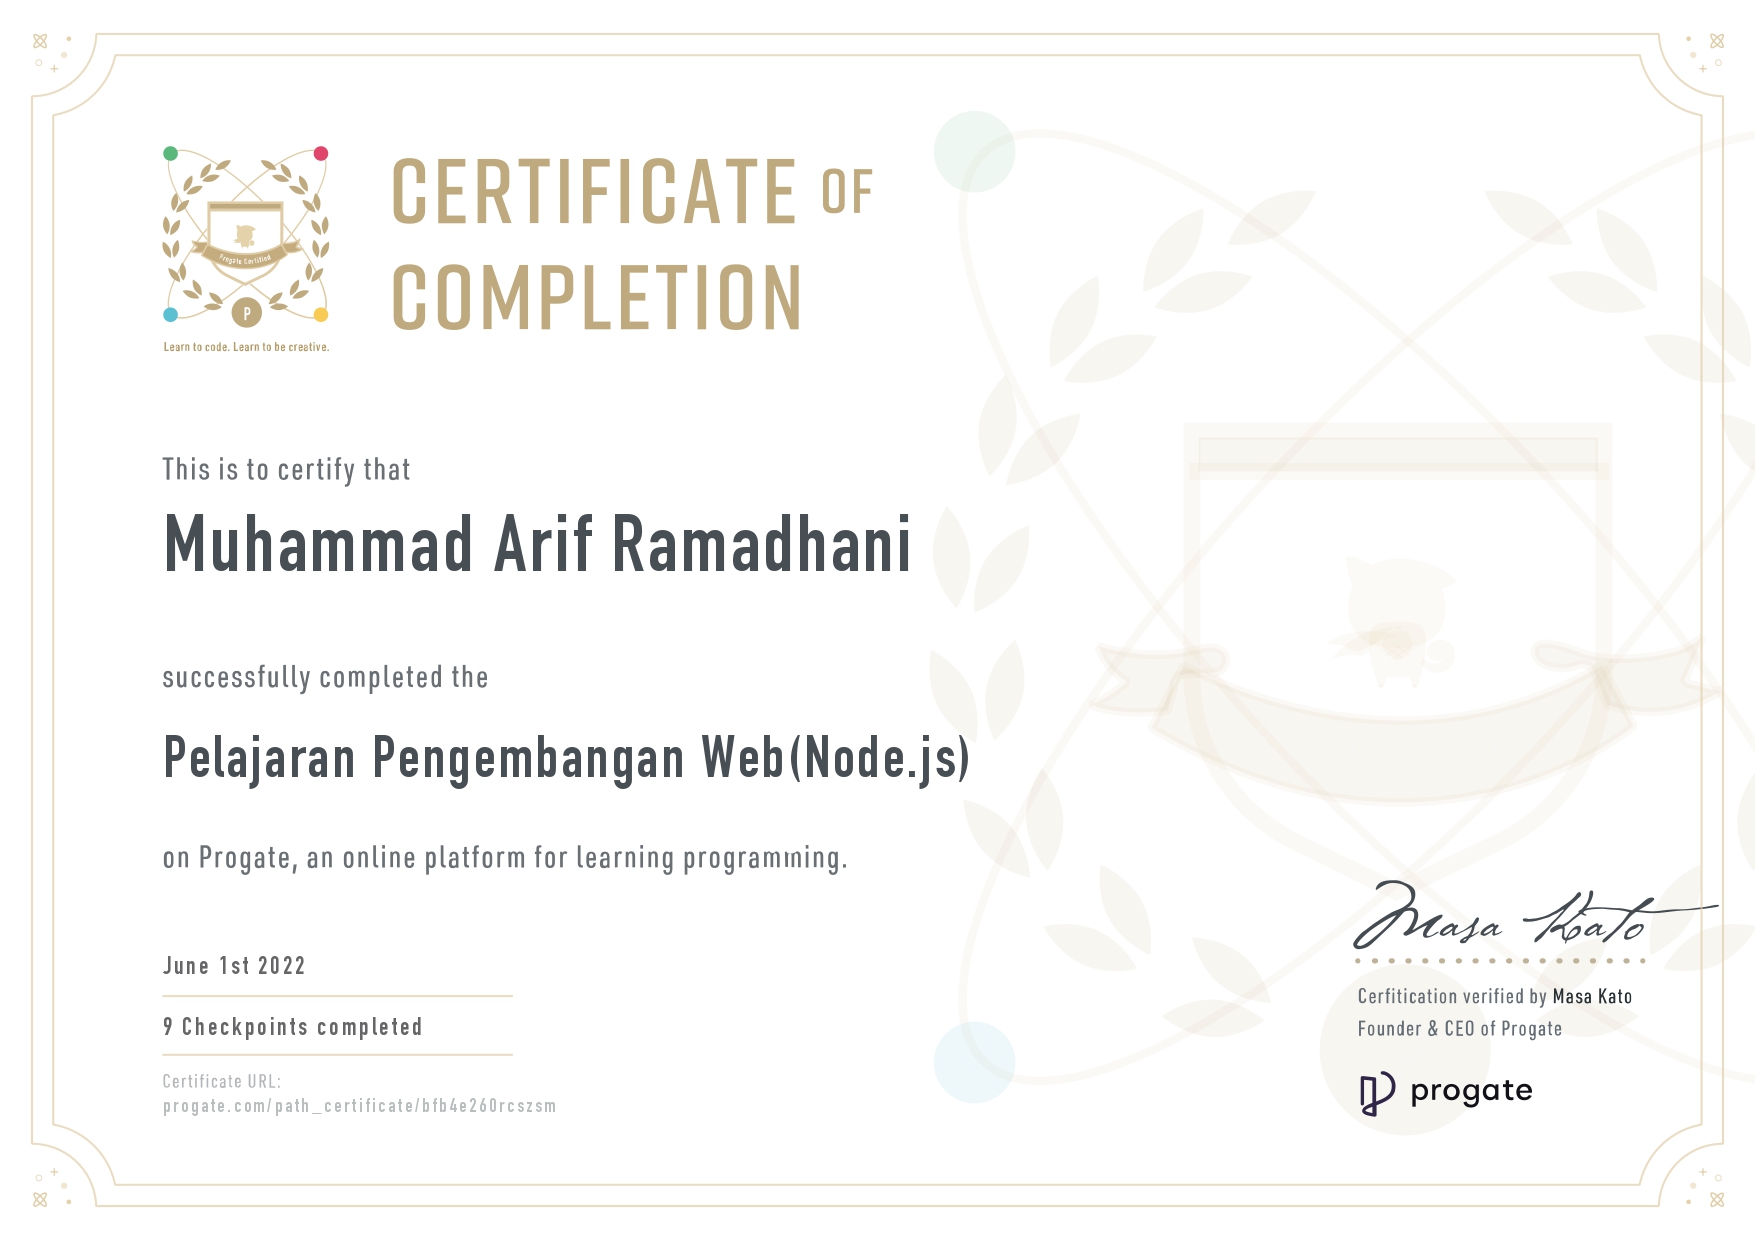 CERTIFICATE OF
COMPLETION
Progate Certified
P
Learn to code. Learn to be creative.
This is to certify that
Muhammad Arif Ramadhani
successfully completed the
Pelajaran Pengembangan Web(Node.js)
on Progate, an online platform for learning programming.
June 1st 2022
9 Checkpoints completed
Certificate URL:
progate.com/path_certificate/bfb4e260rcszsm
Masa Kato
Cerfitication verified by Masa Kato
Founder & CEO of Progate
progate